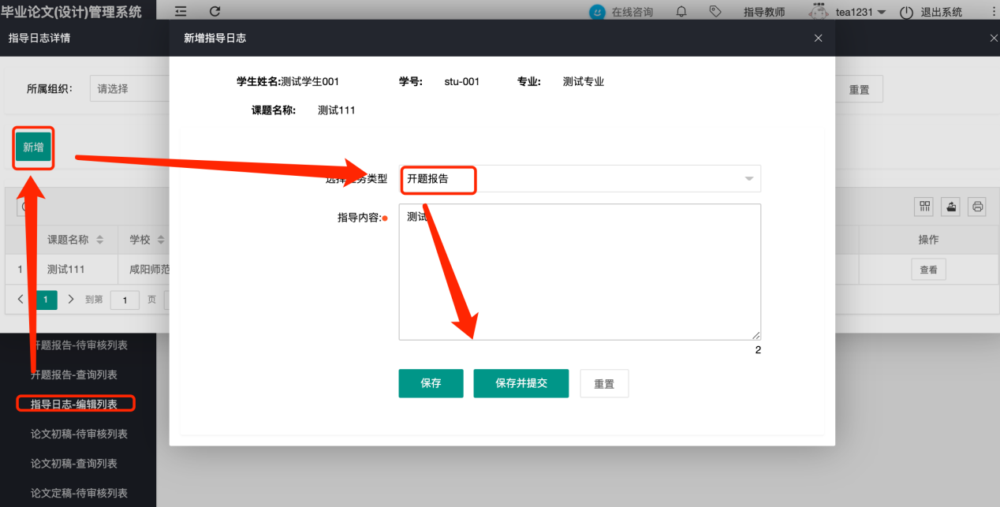 毕业论文(设计)管理系统
在线咨询
指导教师
tea1231
退出系统
指导日志详情
新增指导日志
所属组织:
请选择
重置
学生姓名:测试学生001
学号:
stu-001
专业:
测试专业
课题名称:
测试111
新增
选择任务类型
开题报告
指导内容:
测试
2
课题名称
学校
操作
1
测试111
咸阳师范
查看
1
到第
1
页
保存
保存并提交
重置
开题报告-待审核列表
开题报告-查询列表
指导日志-编辑列表
论文初稿-待审核列表
论文初稿-查询列表
论文定稿-待审核列表